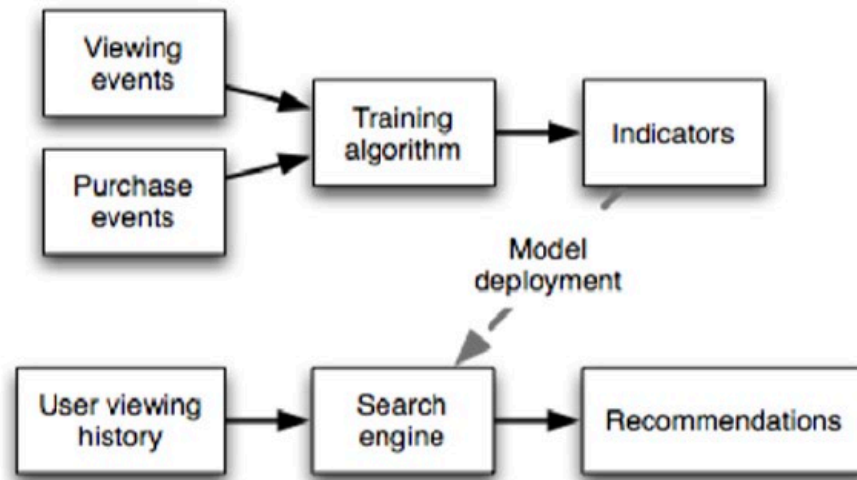 Viewing
events
Training
algorithm
Indicators
Purchase
events
Model
deployment
User viewing
history
Search
engine
Recommendations